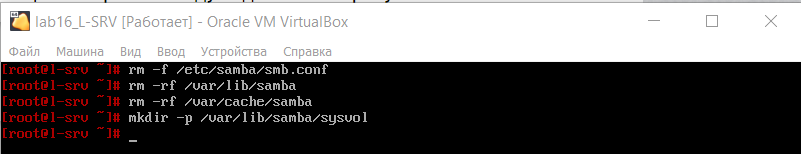 lab16_L-SRV [Работает] - Oracle VM VirtualBox
Файл Машина Вид Ввод Устройства Справка
[root@l-srv ~]# rm -f /etc/samba/smb.conf
[root@l-srv ~]# rm -rf /var/lib/samba
[root@l-srv ~]# rm -rf /var/cache/samba
[root@l-srv ~]# mkdir -p /var/lib/samba/sysvol
[root@l-srv ~]# _